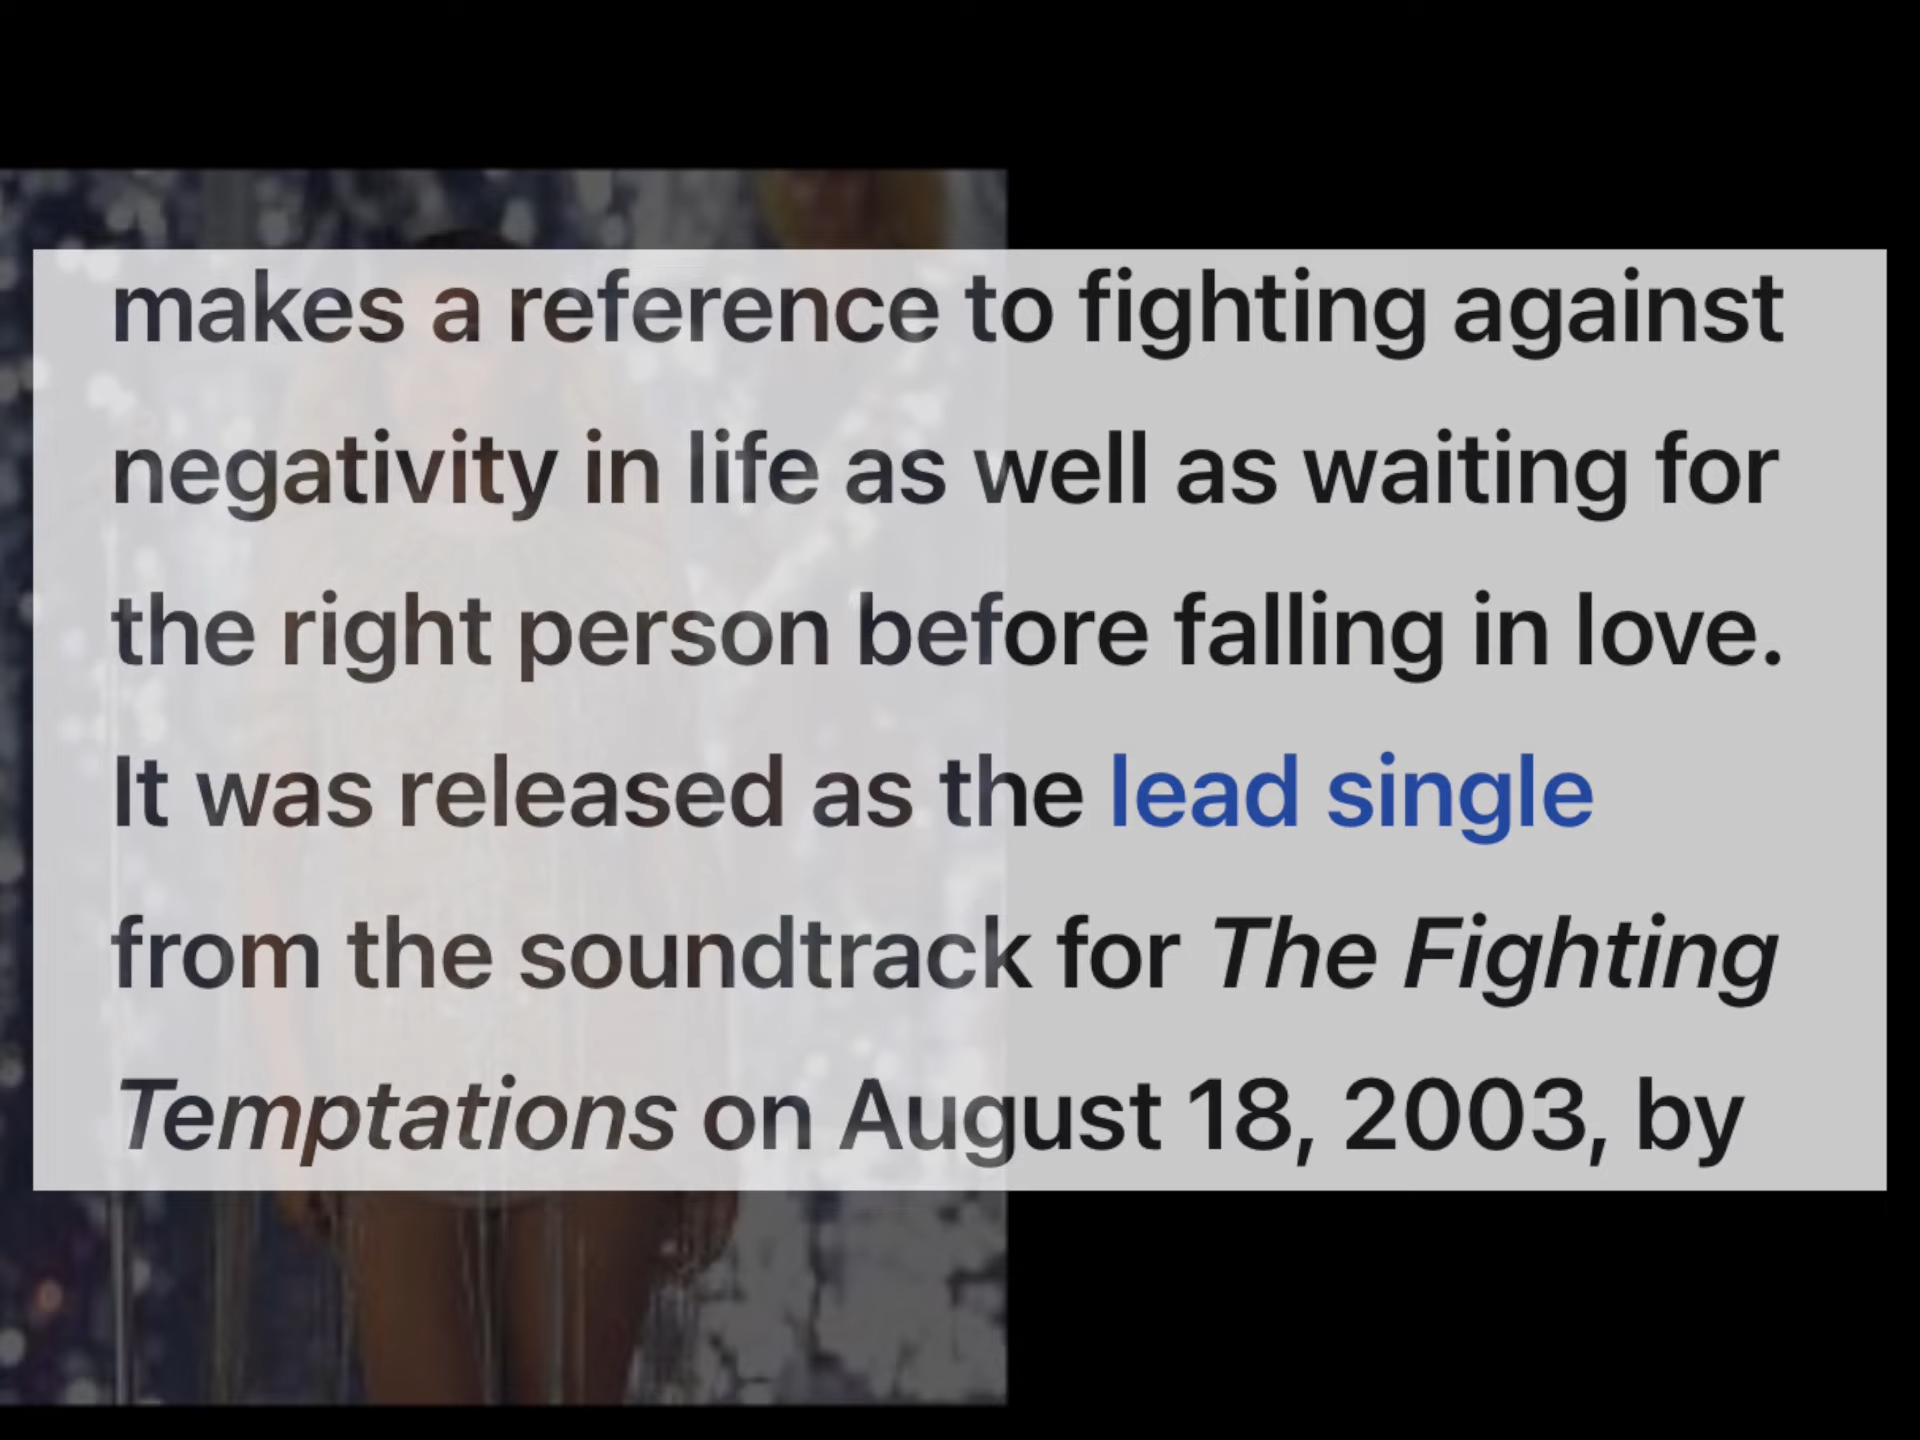 makes a reference to fighting against
negativity in life as well as waiting for
the right person before falling in love.
It was released as the lead single
from the soundtrack for The Fighting
Temptations on August 18, 2003, by